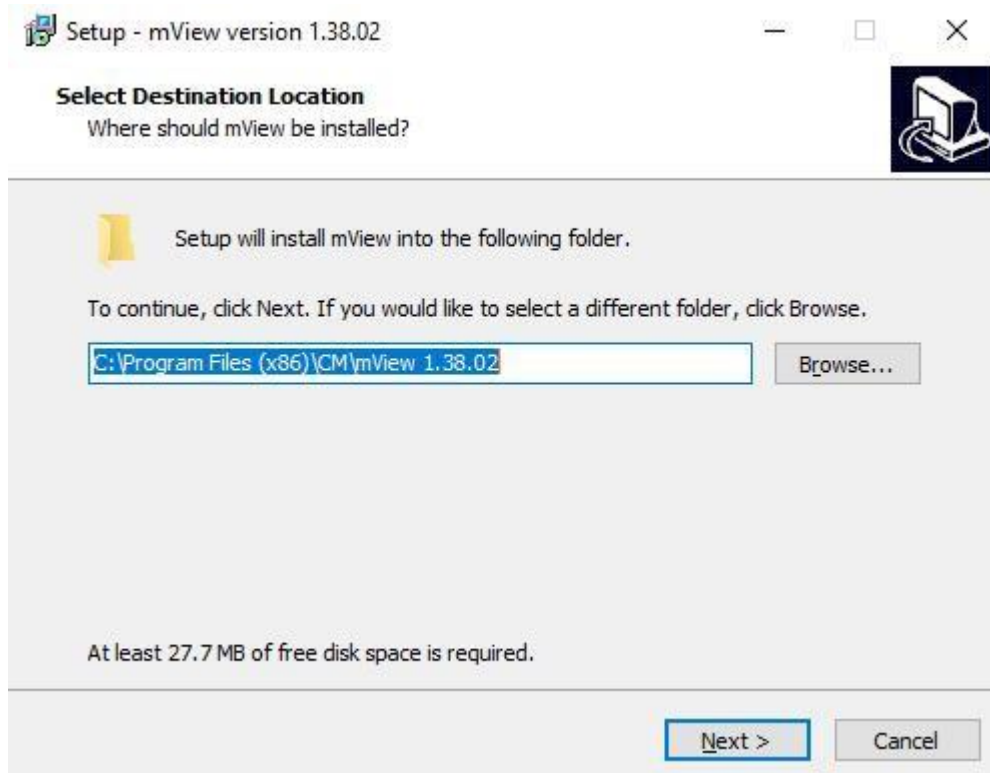 Setup - mView version 1.38.02
Select Destination Location
Where should mView be installed?
Setup will install mView into the following folder.
To continue, click Next. If you would like to select a different folder, click Browse.
C:\Program Files (x86)\CM\mView 1.38.02
Browse...
At least 27.7 MB of free disk space is required.
Next >
Cancel